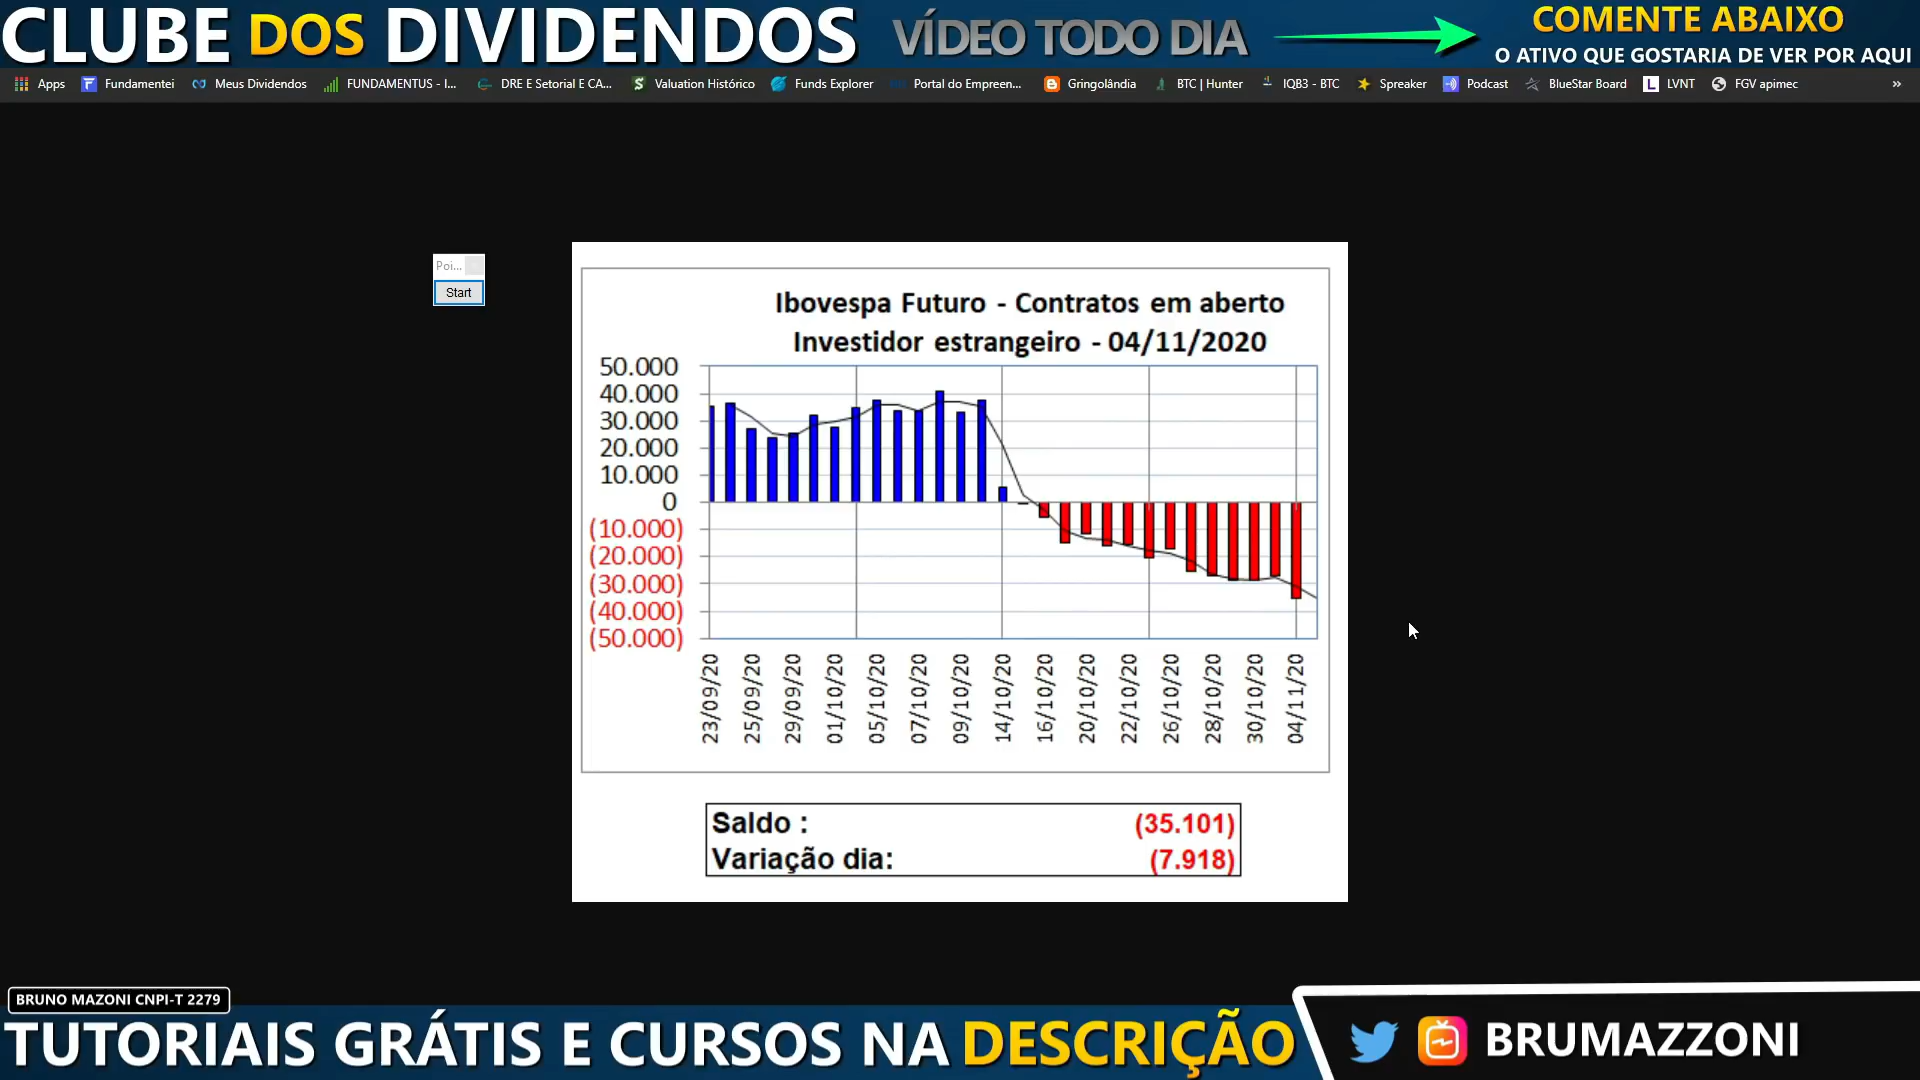 CLUBE DOS DIVIDENDOS
VÍDEO TODO DIA
COMENTE ABAIXO
O ATIVO QUE GOSTARIA DE VER POR AQUI
Apps Fundamentei Meus Dividendos FUNDAMENTUS - I... DRE E Setorial E CA... Valuation Histórico Funds Explorer Portal do Empreen... Gringolândia BTC | Hunter IQB3 - BTC Spreaker Podcast BlueStar Board LVNT FGV apimec »
Poi...
Start
Ibovespa Futuro - Contratos em aberto
Investidor estrangeiro - 04/11/2020
50.000
40.000
30.000
20.000
10.000
0
(10.000)
(20.000)
(30.000)
(40.000)
(50.000)
23/09/20 25/09/20 29/09/20 01/10/20 05/10/20 07/10/20 09/10/20 14/10/20 16/10/20 20/10/20 22/10/20 26/10/20 28/10/20 30/10/20 04/11/20
Saldo : (35.101)
Variação dia: (7.918)
BRUNO MAZONI CNPI-T 2279
TUTORIAIS GRÁTIS E CURSOS NA DESCRIÇÃO
BRUMAZZONI